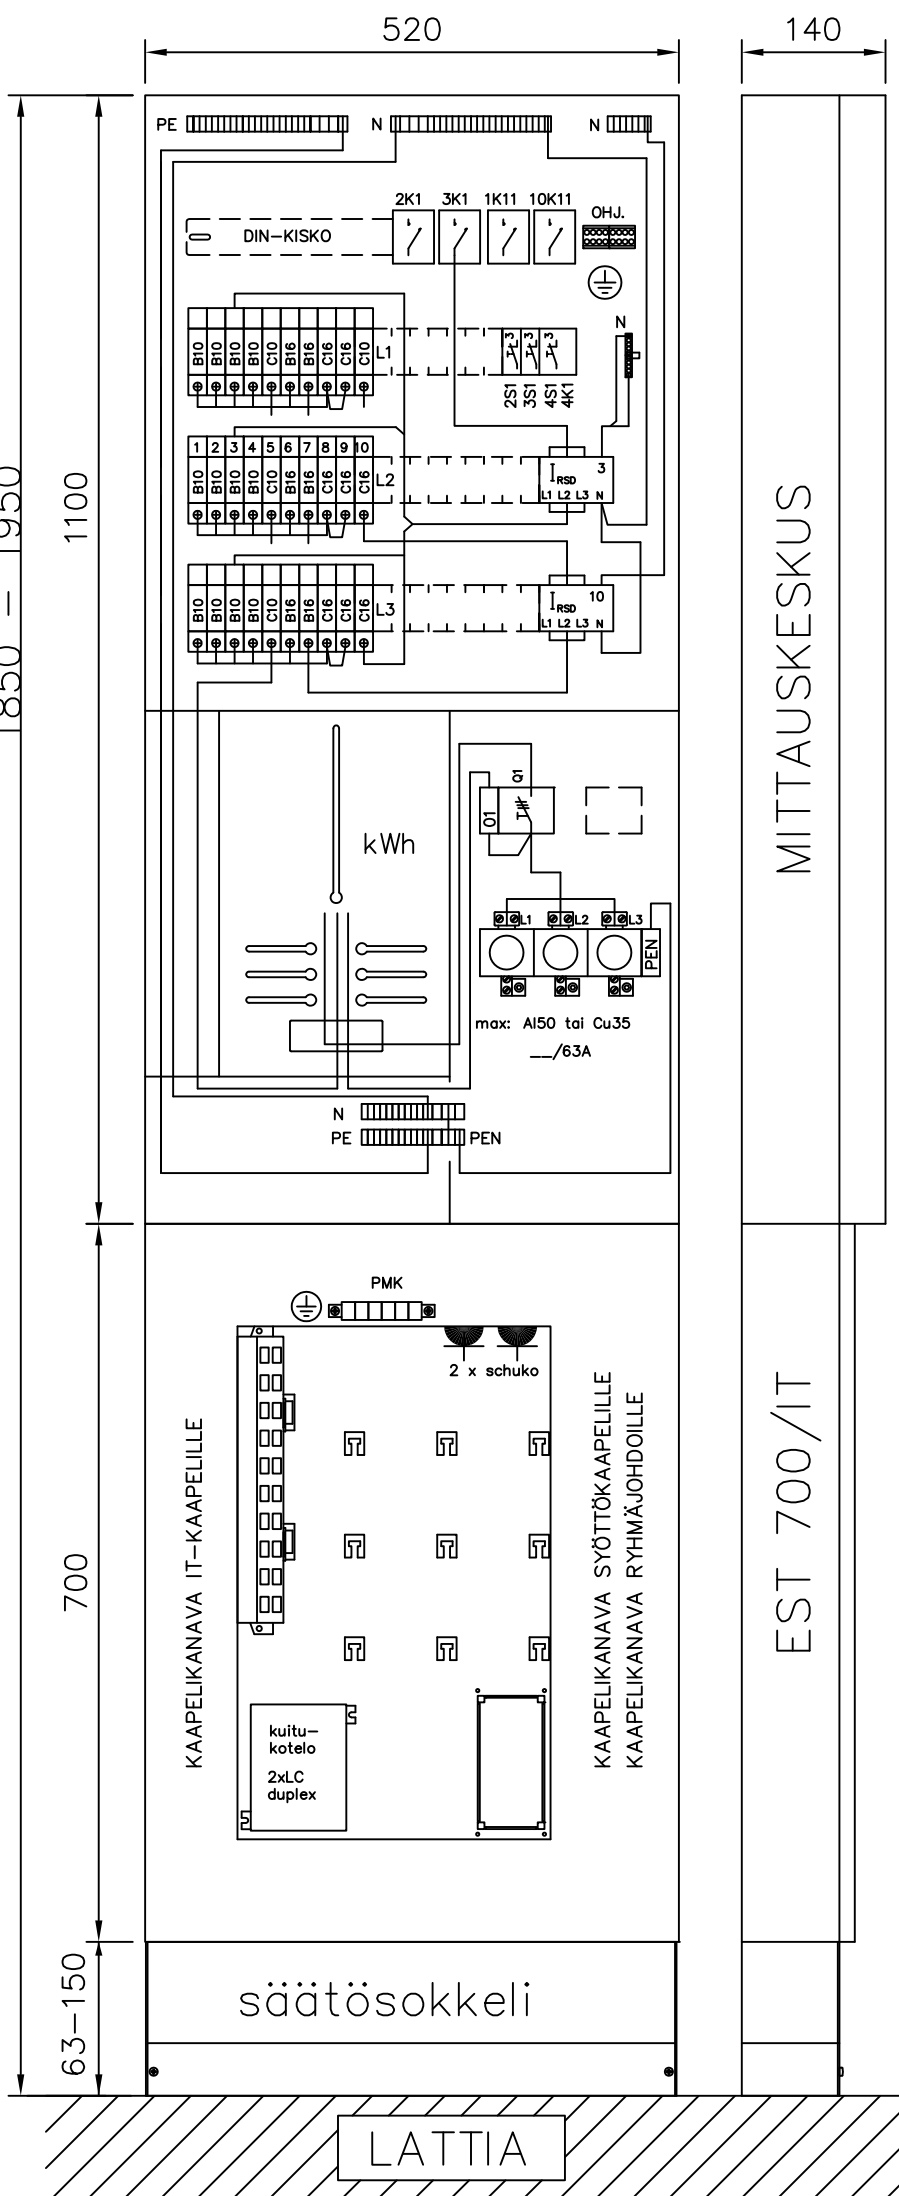 520
140
PE
N
N
2K1 3K1 1K11 10K11
OHJ.
DIN-KISKO
N
B10 B10 B10 B10 C10 B16 B16 C16 C16 C10
L1
3 3 3
2S1 3S1 4S1 4K1
1 2 3 4 5 6 7 8 9 10
B10 B10 B10 B10 C10 B16 B16 C16 C16 C16
L2
I RSD 3
L1 L2 L3 N
B10 B10 B10 B10 C10 B16 B16 C16 C16 C16
L3
I RSD 10
L1 L2 L3 N
1850 - 1950
1100
MITTAUSKESKUS
kWh
Q1
01
L1 L2 L3
PEN
max: Al50 tai Cu35
__/63A
N
PE
PEN
PMK
2 x schuko
KAAPELIKANAVA IT-KAAPELILLE
KAAPELIKANAVA SYÖTTÖKAAPELILLE
KAAPELIKANAVA RYHMÄJOHDOILLE
700
EST 700/IT
kuitu-
kotelo
2xLC
duplex
63-150
säätösokkeli
LATTIA